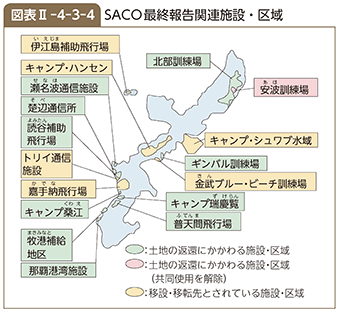 図表Ⅱ-4-3-4 SACO最終報告関連施設・区域
いえじま
伊江島補助飛行場
キャンプ・ハンセン
せなは
瀬名波通信施設
そべ
楚辺通信所
よみたん
読谷補助
飛行場
トリイ通信
施設
かでな
嘉手納飛行場
くわえ
キャンプ桑江
まきみなと
牧港補給
地区
那覇港湾施設
北部訓練場
あは
安波訓練場
キャンプ・シュワブ水域
ギンバル訓練場
きん
金武ブルー・ビーチ訓練場
ずけらん
キャンプ瑞慶覧
ふてんま
普天間飛行場
:土地の返還にかかわる施設・区域
:土地の返還にかかわる施設・区域
(共同使用を解除)
:移設・移転先とされている施設・区域